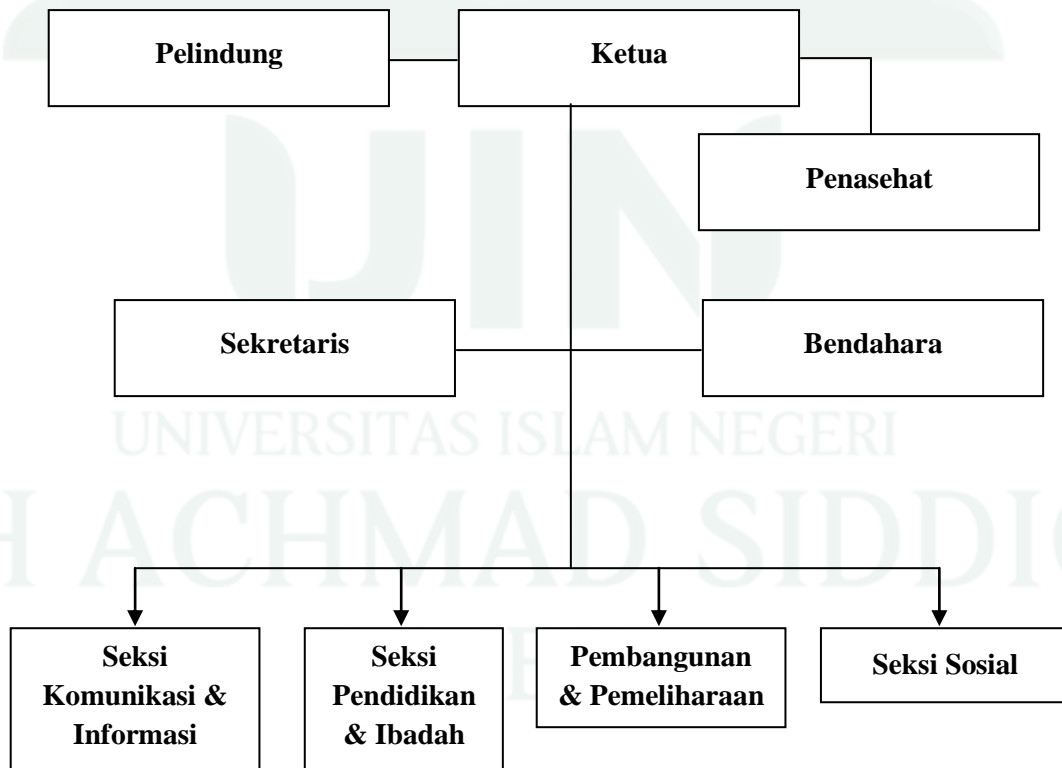 Pelindung
Ketua
Penasehat
Sekretaris
Bendahara
UIN
UNIVERSITAS ISLAM NEGERI
H ACHMAD SIDDIQ
Seksi
Komunikasi &
Informasi
Seksi
Pendidikan
& Ibadah
Pembangunan
& Pemeliharaan
Seksi Sosial